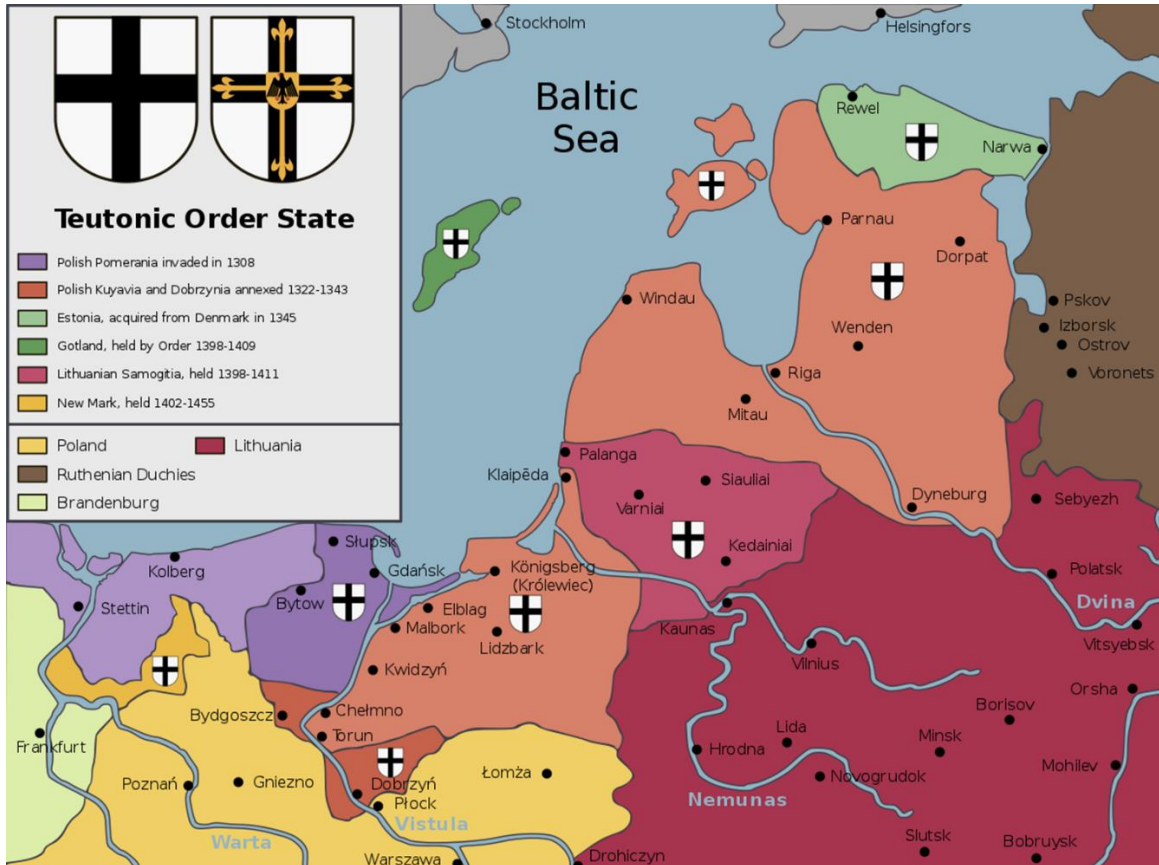 Teutonic Order State
Polish Pomerania invaded in 1308
Polish Kuyavia and Dobrzynia annexed 1322-1343
Estonia, acquired from Denmark in 1345
Gotland, held by Order 1398-1409
Lithuanian Samogitia, held 1398-1411
New Mark, held 1402-1455
Poland
Lithuania
Ruthenian Duchies
Brandenburg
Stockholm
Helsingfors
Baltic
Sea
Rewel
Narwa
Parnau
Dorpat
Windau
Wenden
Pskov
Izborsk
Ostrov
Voronets
Riga
Mitau
Palanga
Klaipēda
Siauliai
Varniai
Dyneburg
Sebyezh
Kedainiai
Słupsk
Kolberg
Gdańsk
Königsberg
(Królewiec)
Polatsk
Bytow
Stettin
Elblag
Dvina
Malbork
Lidzbark
Kaunas
Vitsyebsk
Vilnius
Kwidzyń
Orsha
Bydgoszcz
Chełmno
Borisov
Torun
Lida
Frankfurt
Hrodna
Minsk
Mohilev
Łomża
Poznań
Gniezno
Dobrzyń
Novogrudok
Płock
Nemunas
Vistula
Warta
Slutsk
Bobruysk
Warszawa
Drohiczyn